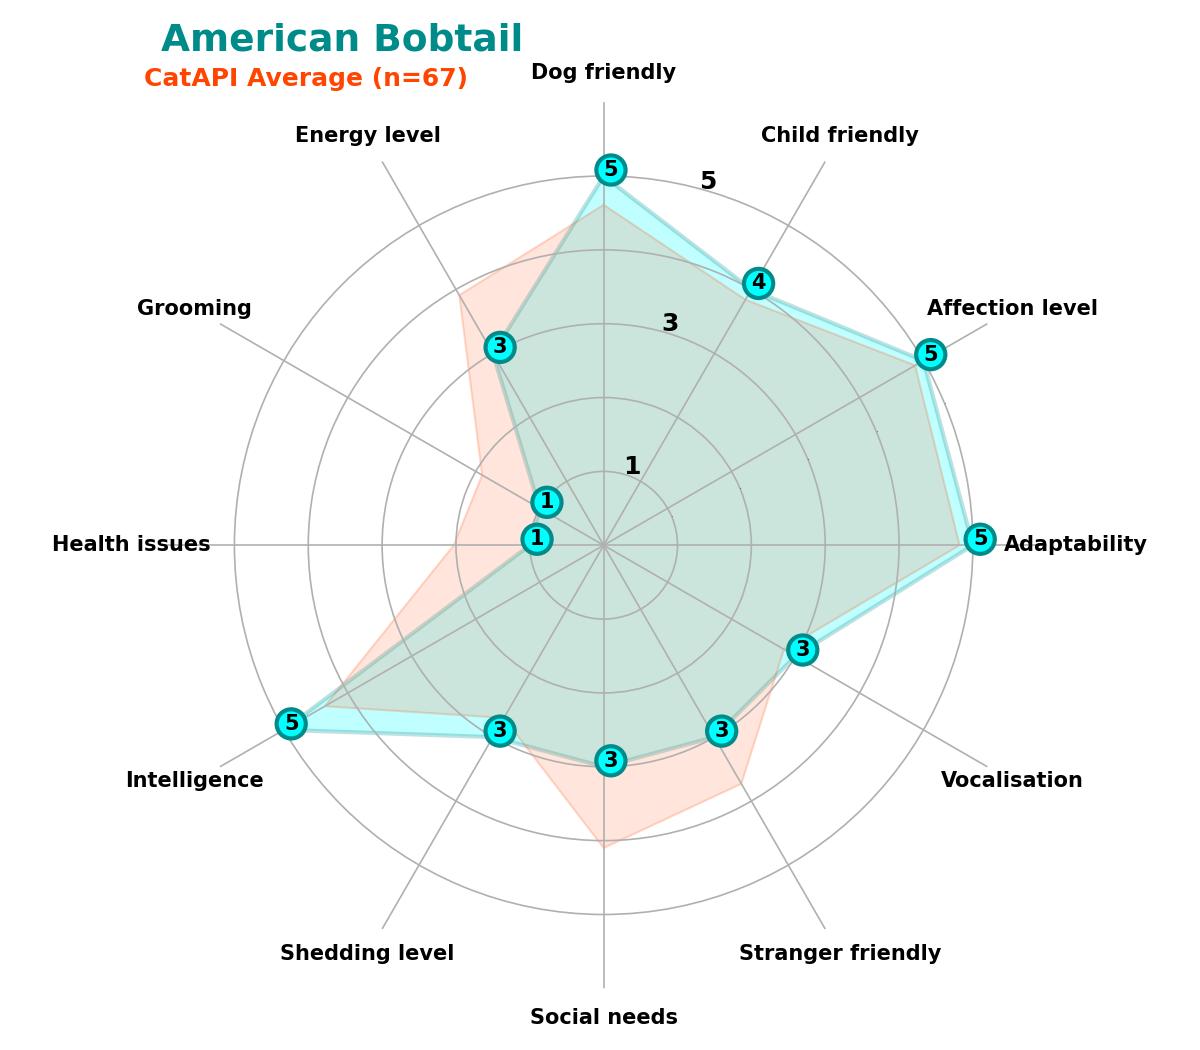 American Bobtail
CatAPI Average (n=67)
Dog friendly
Energy level
Child friendly
5
5
4
Grooming
Affection level
3
3
5
1
1
Health issues
1
5
Adaptability
3
5
3
3
3
Intelligence
Vocalisation
Shedding level
Stranger friendly
Social needs